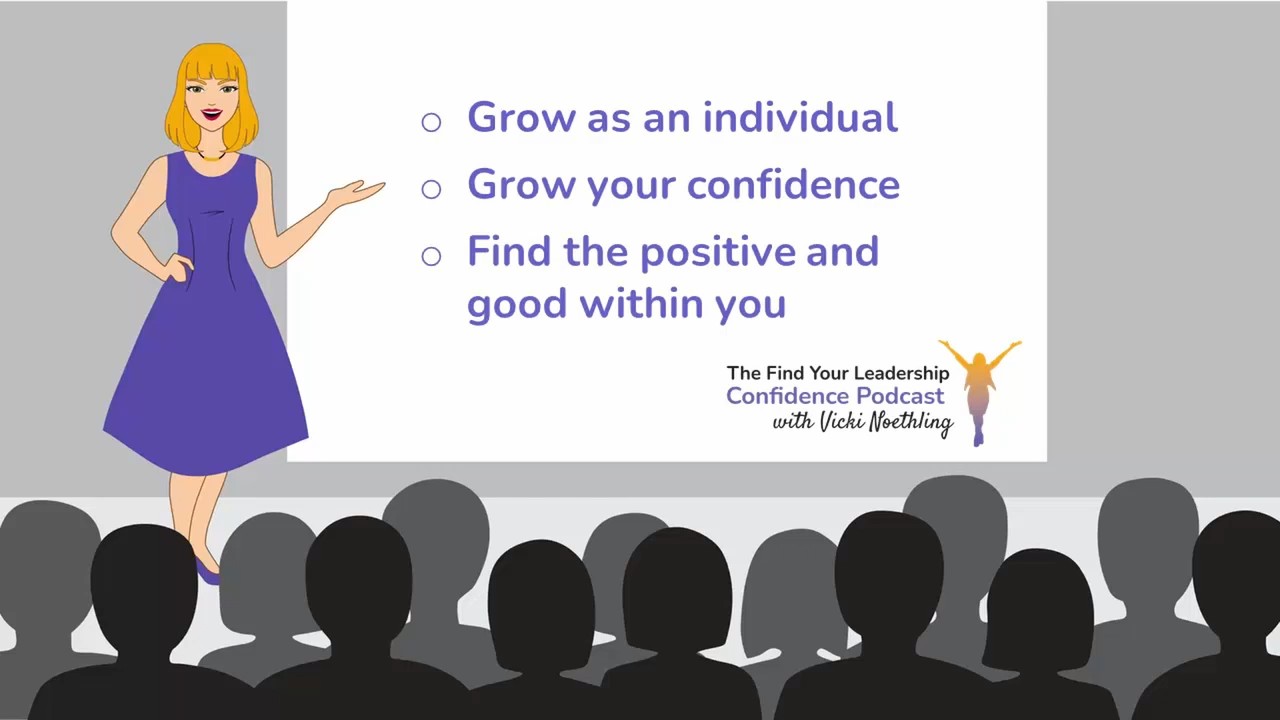 Grow as an individual
Grow your confidence
Find the positive and
good within you
The Find Your Leadership
Confidence Podcast
with Vicki Noethling